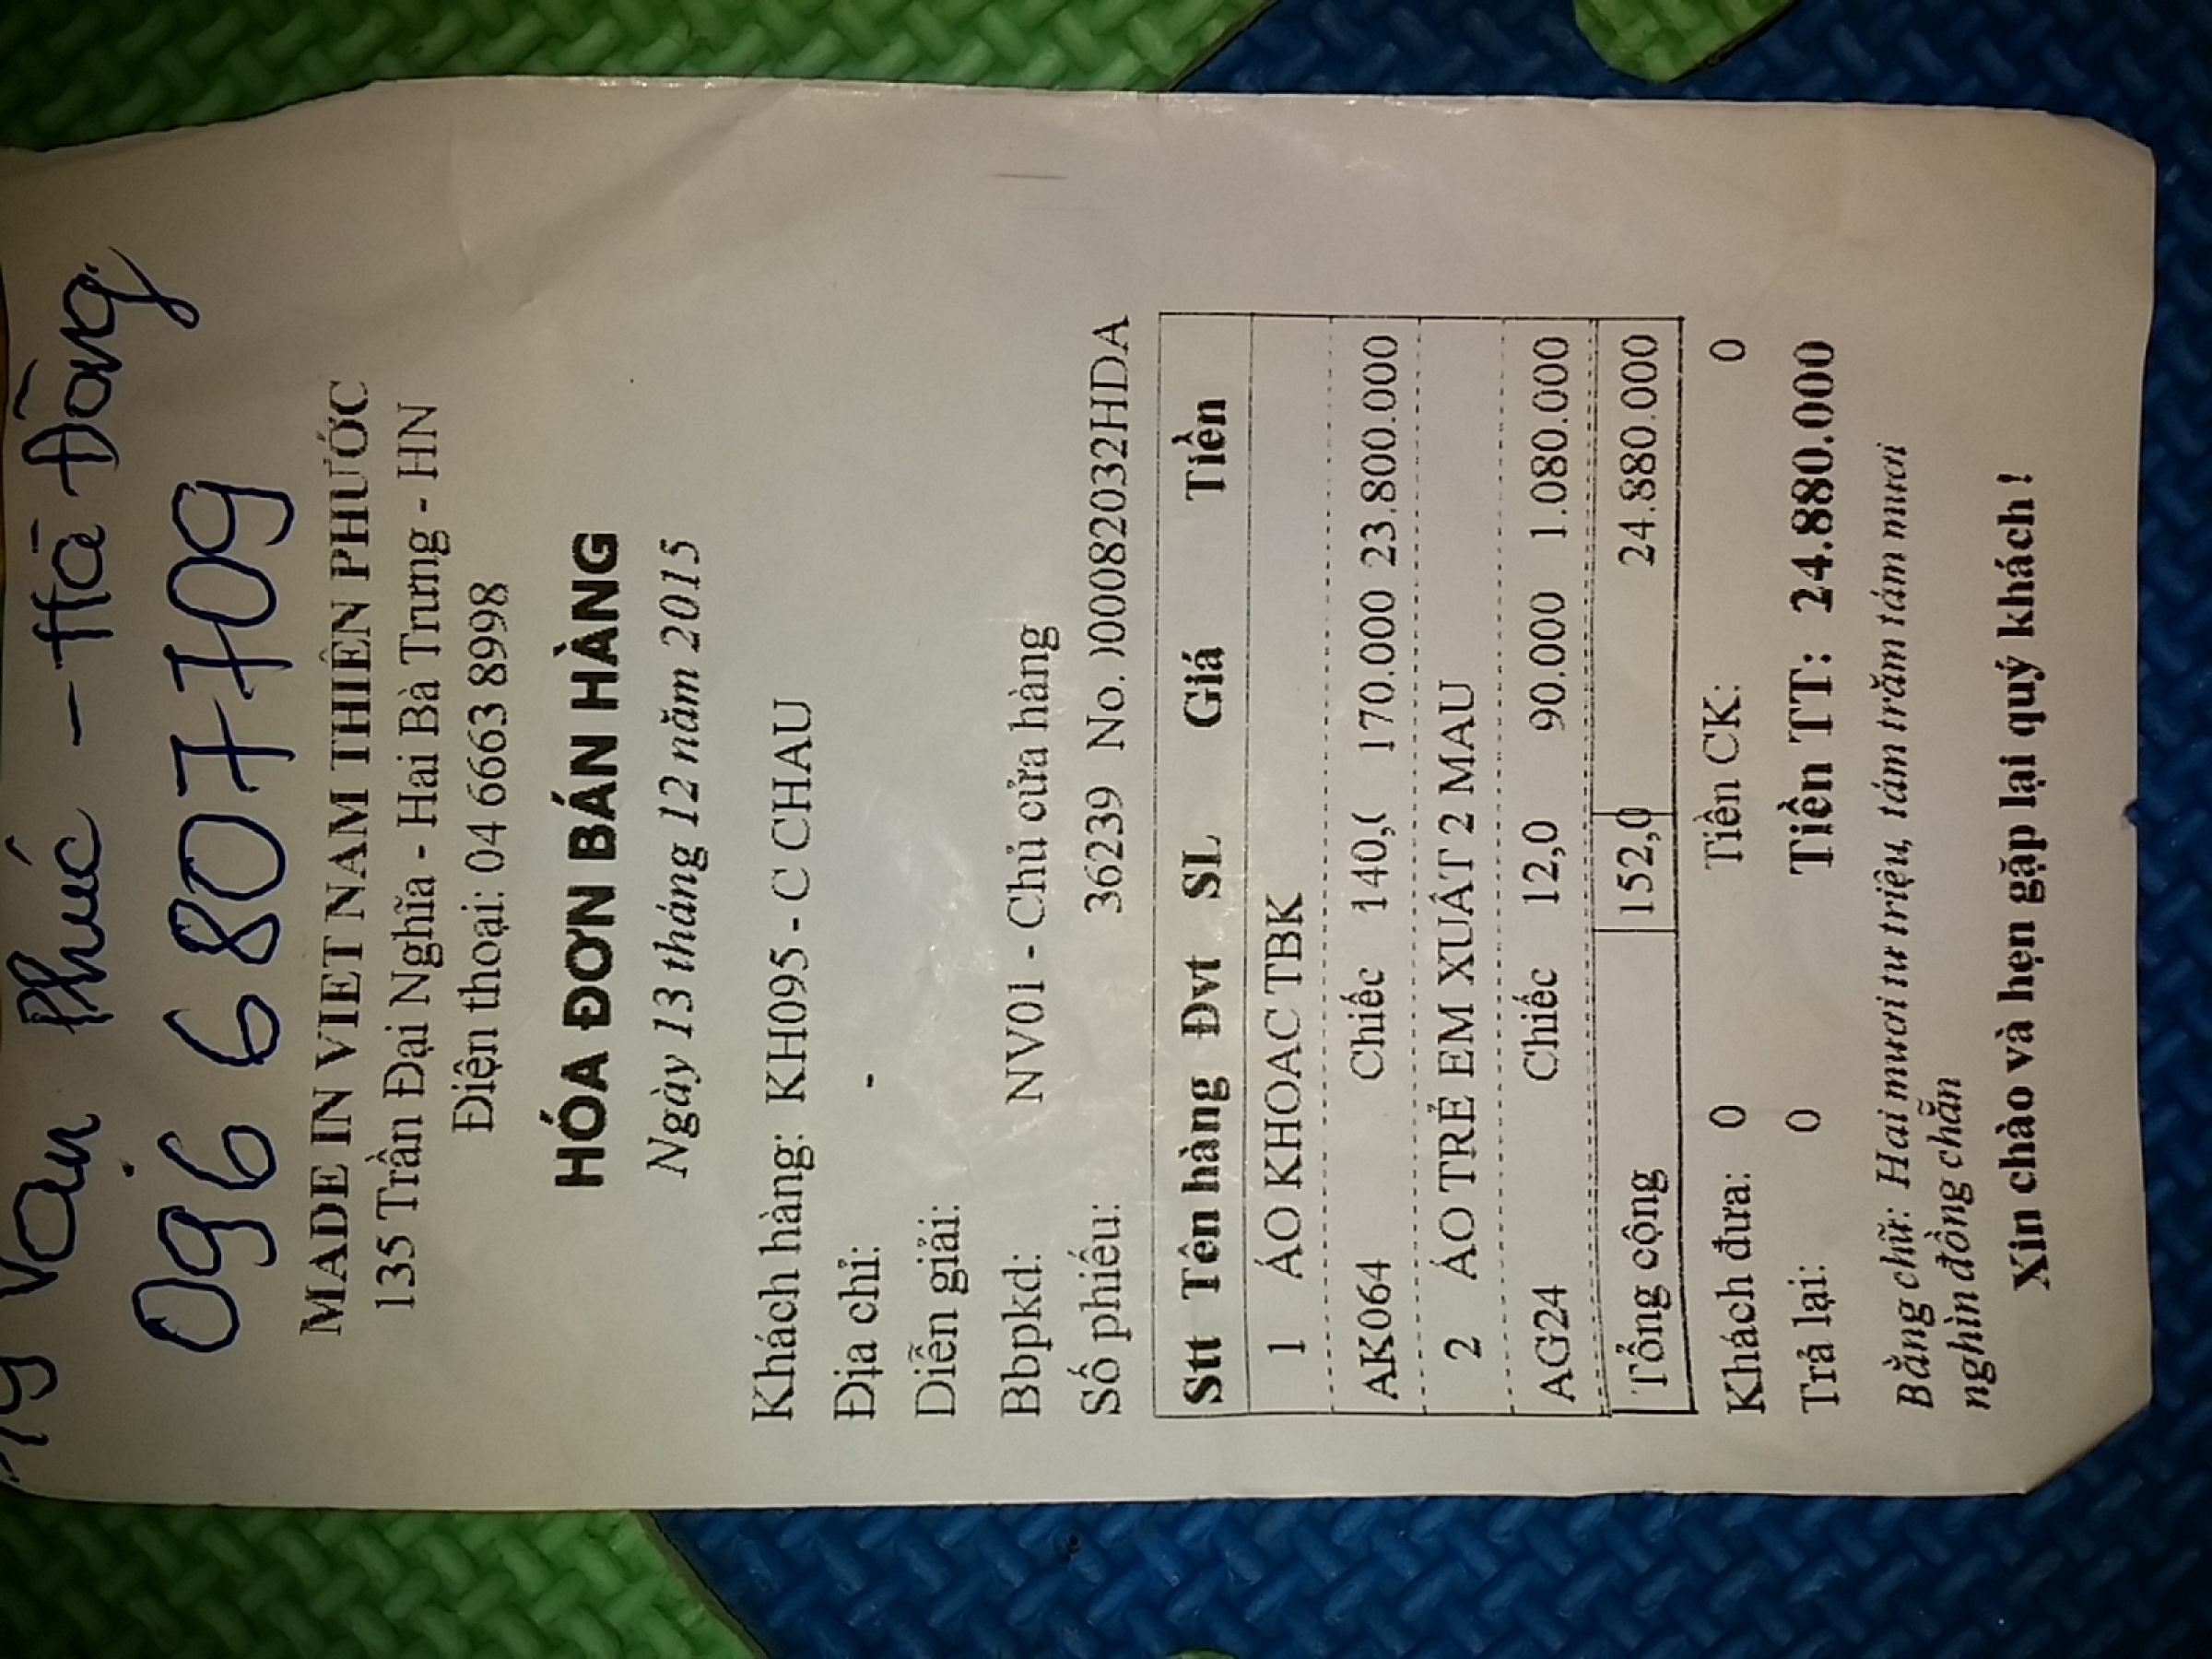 Vạn Phúc - Hà Đông
096 680 7709
MADE IN VIET NAM THIÊN PHƯỚC
135 Trần Đại Nghĩa - Hai Bà Trưng - HN
Điện thoại: 04 6663 8998
HÓA ĐƠN BÁN HÀNG
Ngày 13 tháng 12 năm 2015
Khách hàng: KH095 - C CHAU
Địa chỉ: -
Diễn giải:
Bbpkd: NV01 - Chủ cửa hàng
Số phiếu: 36239 No. )00082032HDA
Stt Tên hàng Đvt SL Giá Tiền
1 ÁO KHOAC TBK
AK064 Chiếc 140,( 170.000 23.800.000
2 ÁO TRẺ EM XUẤT 2 MAU
AG24 Chiếc 12,0 90.000 1.080.000
Tổng cộng 152,0 24.880.000
Khách đưa: 0 Tiền CK: 0
Trả lại: 0 Tiền TT: 24.880.000
Bằng chữ: Hai mươi tư triệu, tám trăm tám mươi
nghìn đồng chẵn
Xin chào và hẹn gặp lại quý khách!